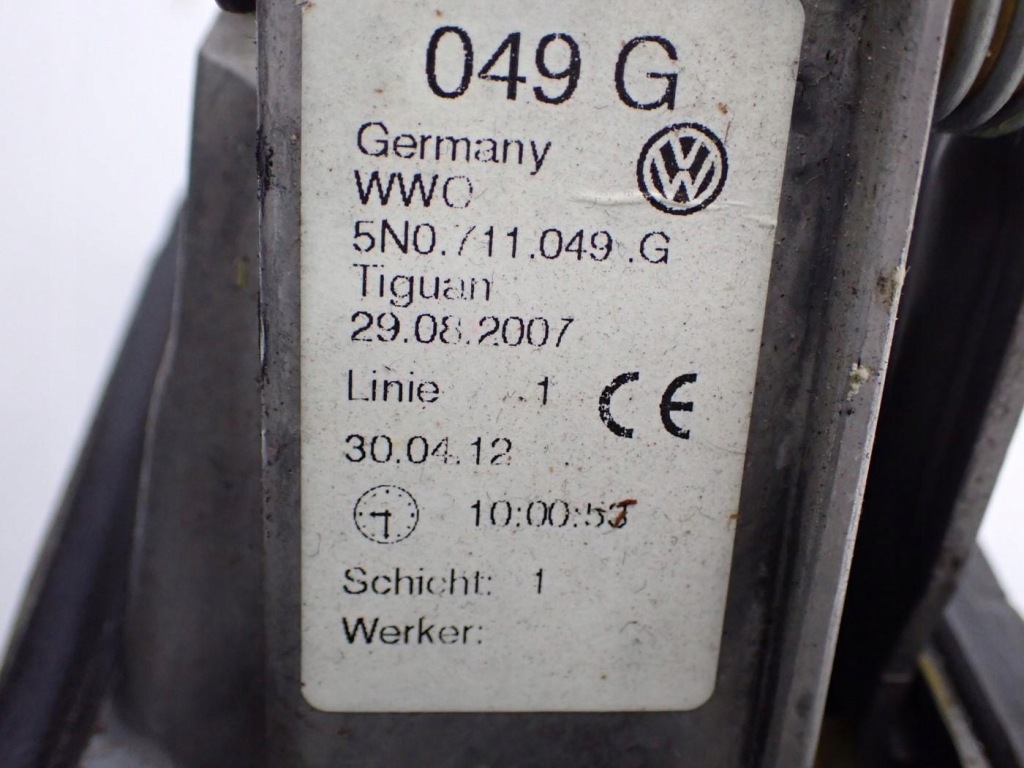 049 G
Germany
WWO
5N0.711.049 .G
Tiguan
29.08.2007
Linie 1
CE
30.04.12
10:00:53
Schicht: 1
Werker: